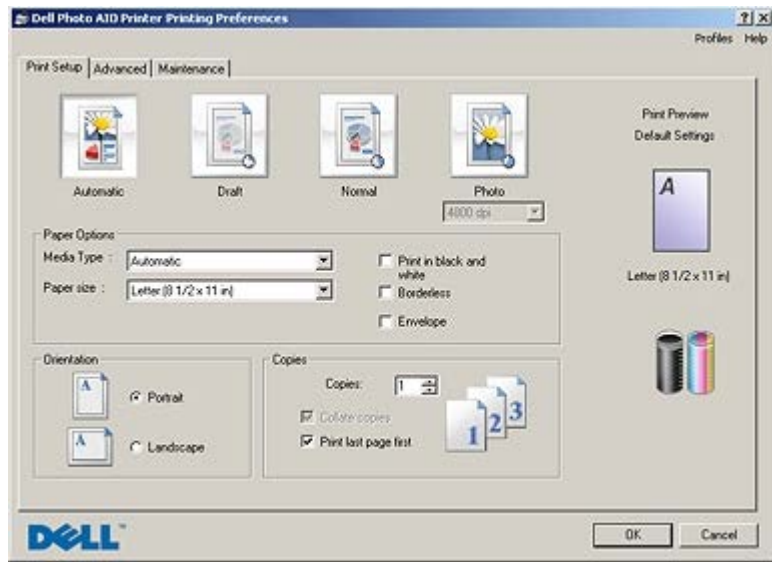 Dell Photo AIO Printer Printing Preferences
Profiles Help
Print Setup Advanced Maintenance
Automatic
Draft
Normal
Photo
4800 dpi
Print Preview
Default Settings
A
Letter (8 1/2 x 11 in)
Paper Options
Media Type :
Automatic
Paper size :
Letter (8 1/2 x 11 in)
Print in black and
white
Borderless
Envelope
Orientation
A
Portrait
A
Landscape
Copies
Copies:
1
Collate copies
Print last page first
1 2 3
DELL™
OK
Cancel